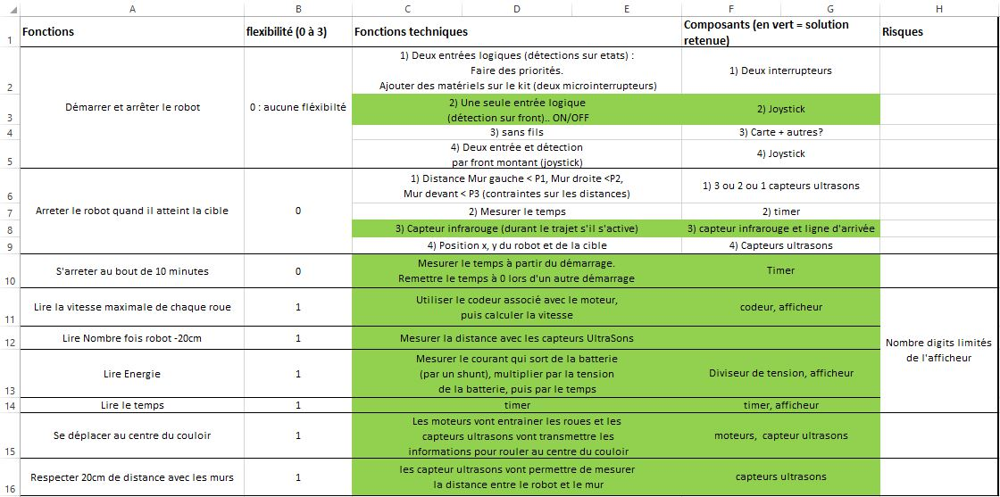 A B C D E F G H
1 Fonctions flexibilité (0 à 3) Fonctions techniques Composants (en vert = solution
retenue) Risques
2 1) Deux entrées logiques (détections sur etats) :
Faire des priorités.
Ajouter des matériels sur le kit (deux microinterrupteurs)
1) Deux interrupteurs
Démarrer et arrêter le robot
0 : aucune fléxibilté
3 2) Une seule entrée logique
(détection sur front).. ON/OFF
2) Joystick
4 3) sans fils
3) Carte + autres?
5 4) Deux entrée et détection
par front montant (joystick)
4) Joystick
6 1) Distance Mur gauche < P1, Mur droite <P2,
Mur devant < P3 (contraintes sur les distances)
1) 3 ou 2 ou 1 capteurs ultrasons
Arreter le robot quand il atteint la cible
0
7 2) Mesurer le temps
2) timer
8 3) Capteur infrarouge (durant le trajet s'il s'active)
3) capteur infrarouge et ligne d'arrivée
9 4) Position x, y du robot et de la cible
4) Capteurs ultrasons
10 S'arreter au bout de 10 minutes
0
Mesurer le temps à partir du démarrage.
Remettre le temps à 0 lors d'un autre démarrage
Timer
11 Lire la vitesse maximale de chaque roue
1
Utiliser le codeur associé avec le moteur,
puis calculer la vitesse
codeur, afficheur
12 Lire Nombre fois robot -20cm
1
Mesurer la distance avec les capteurs UltraSons
Nombre digits limités
de l'afficheur
13 Lire Energie
1
Mesurer le courant qui sort de la batterie
(par un shunt), multiplier par la tension
de la batterie, puis par le temps
Diviseur de tension, afficheur
14 Lire le temps
1
timer
timer, afficheur
15 Se déplacer au centre du couloir
1
Les moteurs vont entrainer les roues et les
capteurs ultrasons vont transmettre les
informations pour rouler au centre du couloir
moteurs, capteur ultrasons
16 Respecter 20cm de distance avec les murs
1
les capteur ultrasons vont permettre de mesurer
la distance entre le robot et le mur
capteurs ultrasons